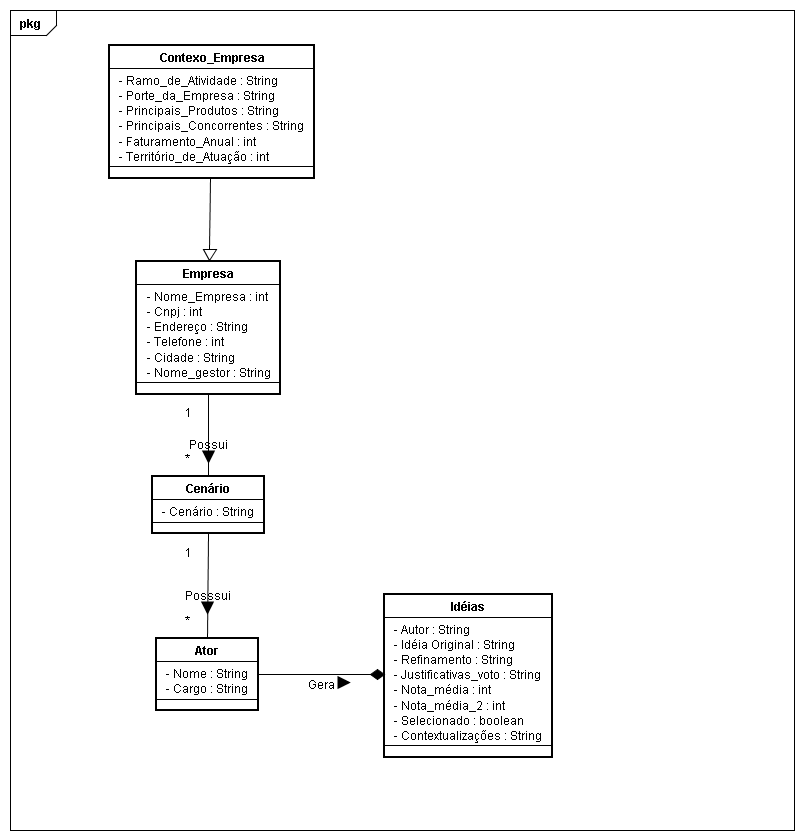 pkg
Contexo_Empresa
- Ramo_de_Atividade : String
- Porte_da_Empresa : String
- Principais_Produtos : String
- Principais_Concorrentes : String
- Faturamento_Anual : int
- Território_de_Atuação : int
Empresa
- Nome_Empresa : int
- Cnpj : int
- Endereço : String
- Telefone : int
- Cidade : String
- Nome_gestor : String
1
Possui
*
Cenário
- Cenário : String
1
Posssui
*
Ator
- Nome : String
- Cargo : String
Gera
Idéias
- Autor : String
- Idéia Original : String
- Refinamento : String
- Justificativas_voto : String
- Nota_média : int
- Nota_média_2 : int
- Selecionado : boolean
- Contextualizações : String